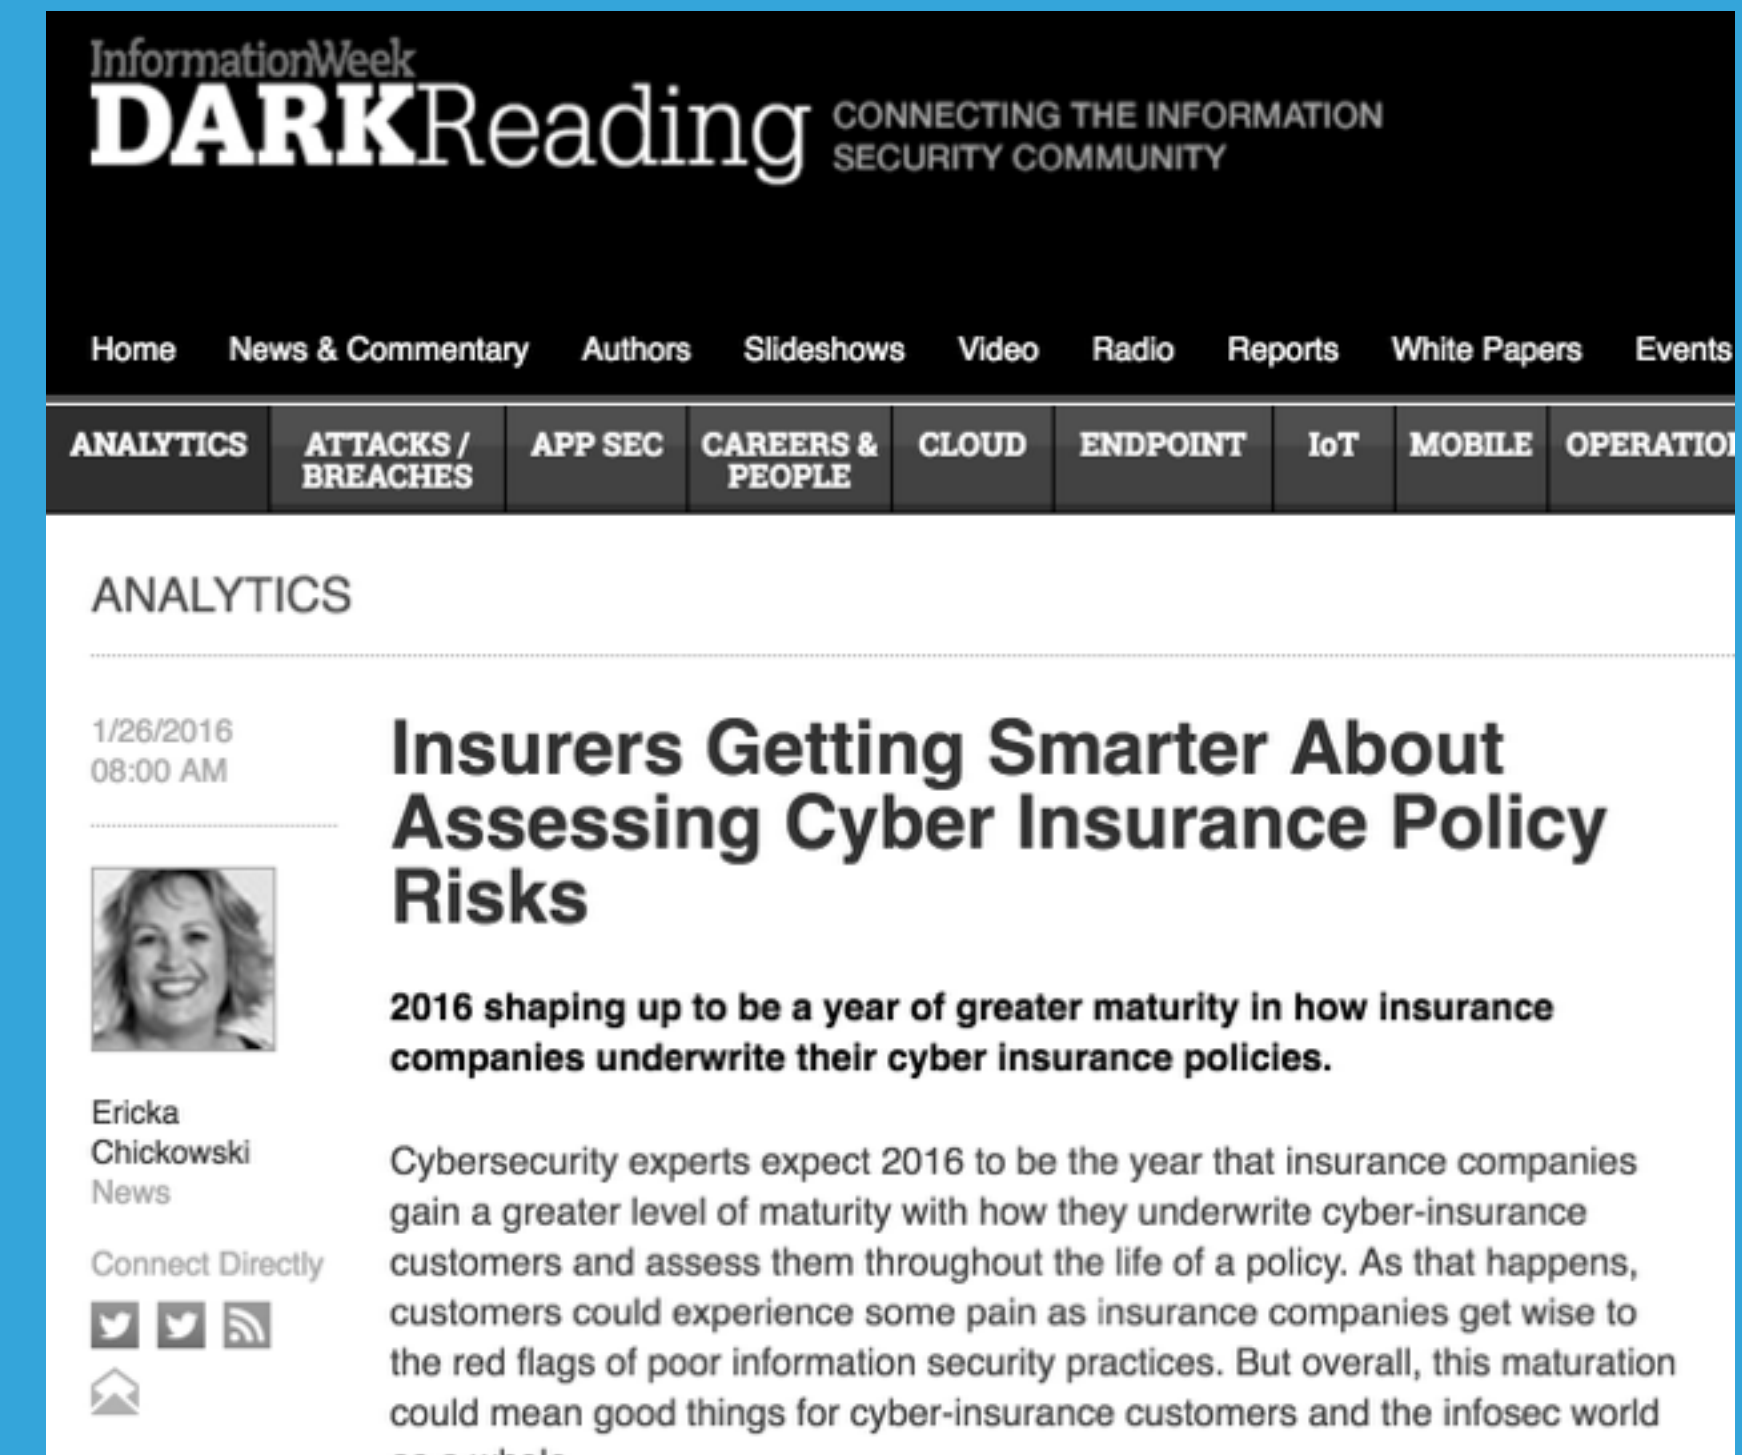 InformationWeek
DARKReading
CONNECTING THE INFORMATION
SECURITY COMMUNITY
Home News & Commentary Authors Slideshows Video Radio Reports White Papers Events
ANALYTICS ATTACKS / BREACHES APP SEC CAREERS & PEOPLE CLOUD ENDPOINT IoT MOBILE OPERATIO
ANALYTICS
1/26/2016
08:00 AM
Ericka
Chickowski
News
Connect Directly
Insurers Getting Smarter About
Assessing Cyber Insurance Policy
Risks
2016 shaping up to be a year of greater maturity in how insurance
companies underwrite their cyber insurance policies.
Cybersecurity experts expect 2016 to be the year that insurance companies
gain a greater level of maturity with how they underwrite cyber-insurance
customers and assess them throughout the life of a policy. As that happens,
customers could experience some pain as insurance companies get wise to
the red flags of poor information security practices. But overall, this maturation
could mean good things for cyber-insurance customers and the infosec world